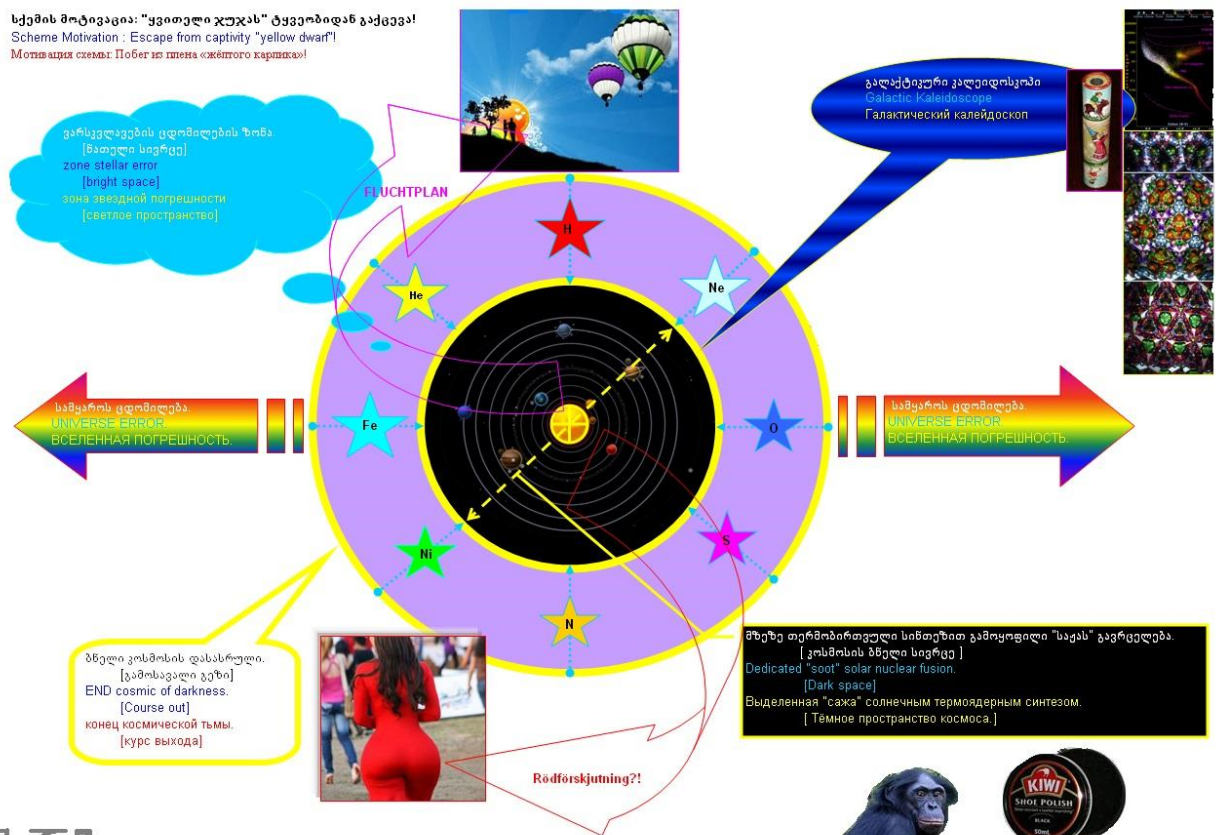 სქემის მოტივაცია: "ყვითელი ჯუჯას" ტყვეობიდან გაქცევა!
Scheme Motivation : Escape from captivity "yellow dwarf"!
Мотивация схемы: Побег из плена «жёлтого карлика»!
გალაქტიკური კალეიდოსკოპი
Galactic Kaleidoscope
Галактический калейдоскоп
ვარსკვლავების ცდომილების ზონა.
[ნათელი სივრცე]
zone stellar error
[bright space]
зона звездной погрешности
[светлое пространство]
FLUCHTPLAN
H
He
Ne
Fe
O
Ni
S
N
სამყაროს ცდომილება.
UNIVERSE ERROR.
ВСЕЛЕННАЯ ПОГРЕШНОСТЬ.
სამყაროს ცდომილება.
UNIVERSE ERROR
ВСЕЛЕННАЯ ПОГРЕШНОСТЬ.
ბნელი კოსმოსის დასასრული.
[გამოსავალი გეზი]
END cosmic of darkness.
[Course out]
конец космической тьмы.
[курс выхода]
მზეზე თერმობირთვული სინთეზით გამოყოფილი "საჟას" გავრცელება.
[ კოსმოსის ბნელი სივრცე ]
Dedicated "soot" solar nuclear fusion.
[Dark space]
Выделенная "сажа" солнечным термоядерным синтезом.
[ Тёмное пространство космоса.]
Rödförskjutning?!
KIWI
SHOE POLISH
BLACK
50mL